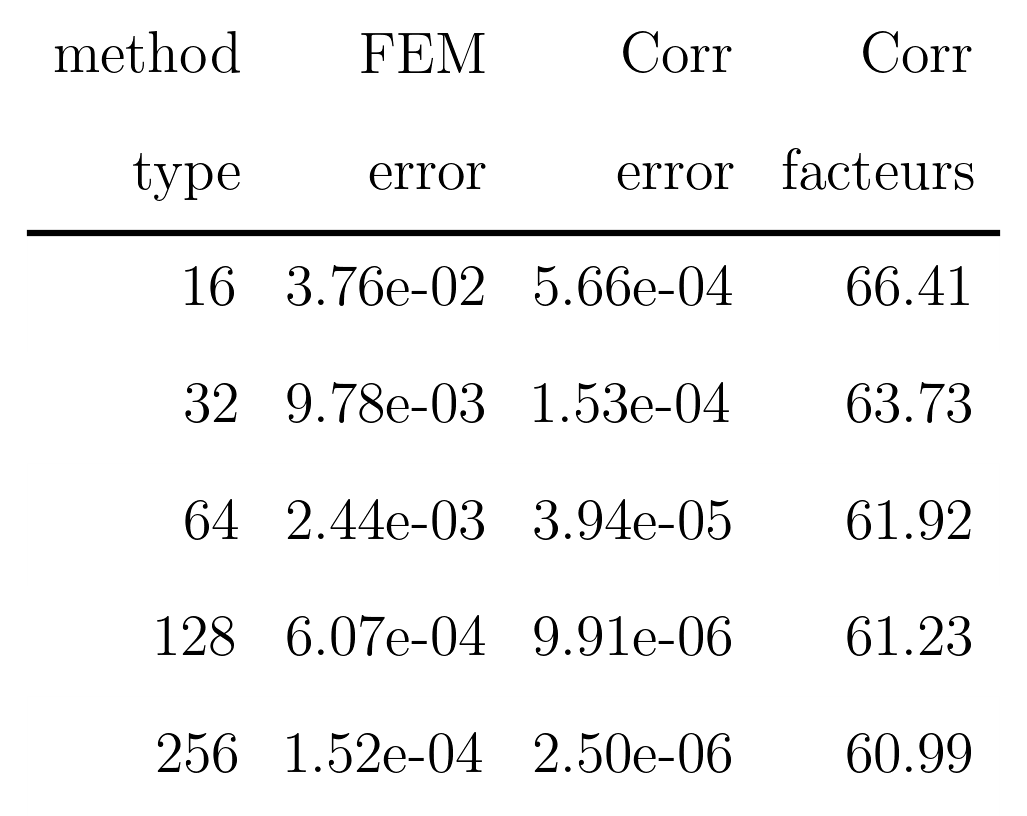 method FEM Corr Corr
type error error facteurs
16 3.76e-02 5.66e-04 66.41
32 9.78e-03 1.53e-04 63.73
64 2.44e-03 3.94e-05 61.92
128 6.07e-04 9.91e-06 61.23
256 1.52e-04 2.50e-06 60.99